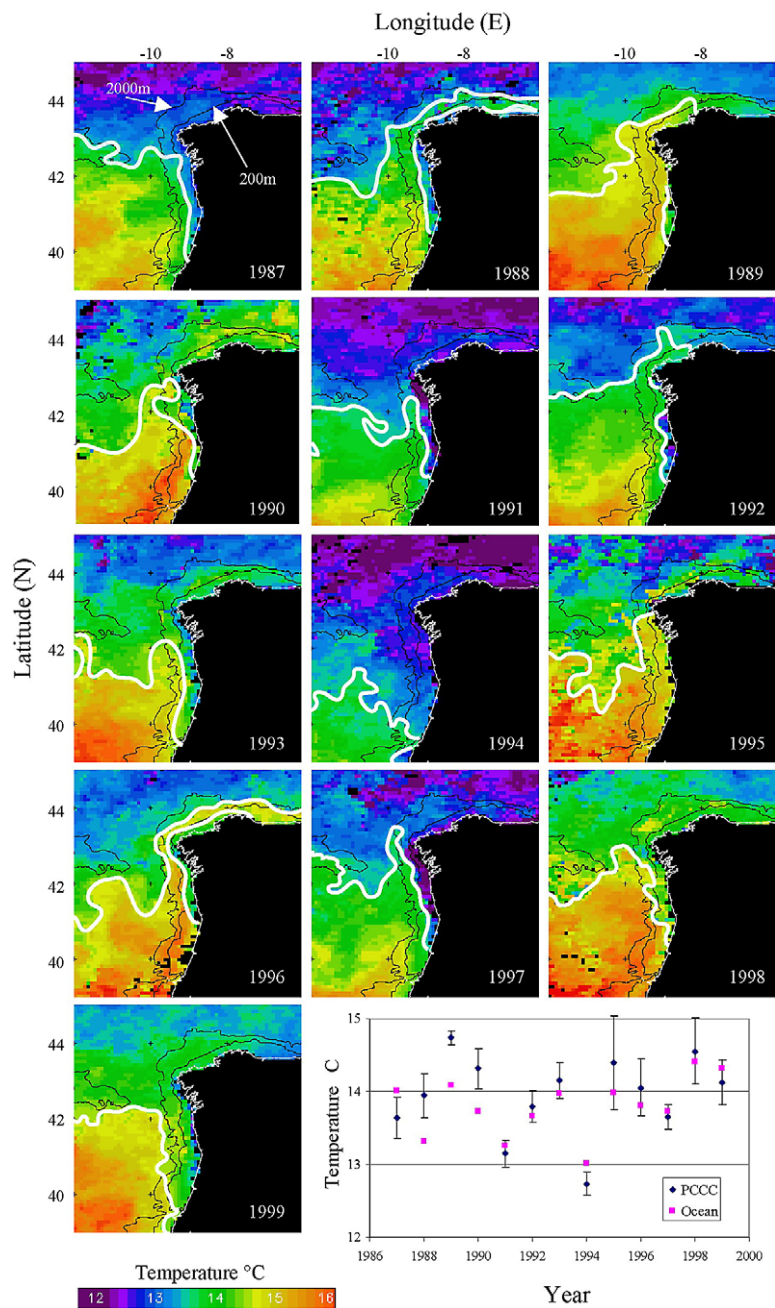 Longitude (E)
-10 -8 -10 -8 -10 -8
44
42
40
2000m
200m
1987
1988
1989
44
42
40
1990
1991
1992
Latitude (N)
44
42
40
1993
1994
1995
44
42
40
1996
1997
1998
44
42
40
1999
15
14
13
12
Temperature C
PCCC
Ocean
1986 1988 1990 1992 1994 1996 1998 2000
Year
Temperature °C
12 13 14 15 16